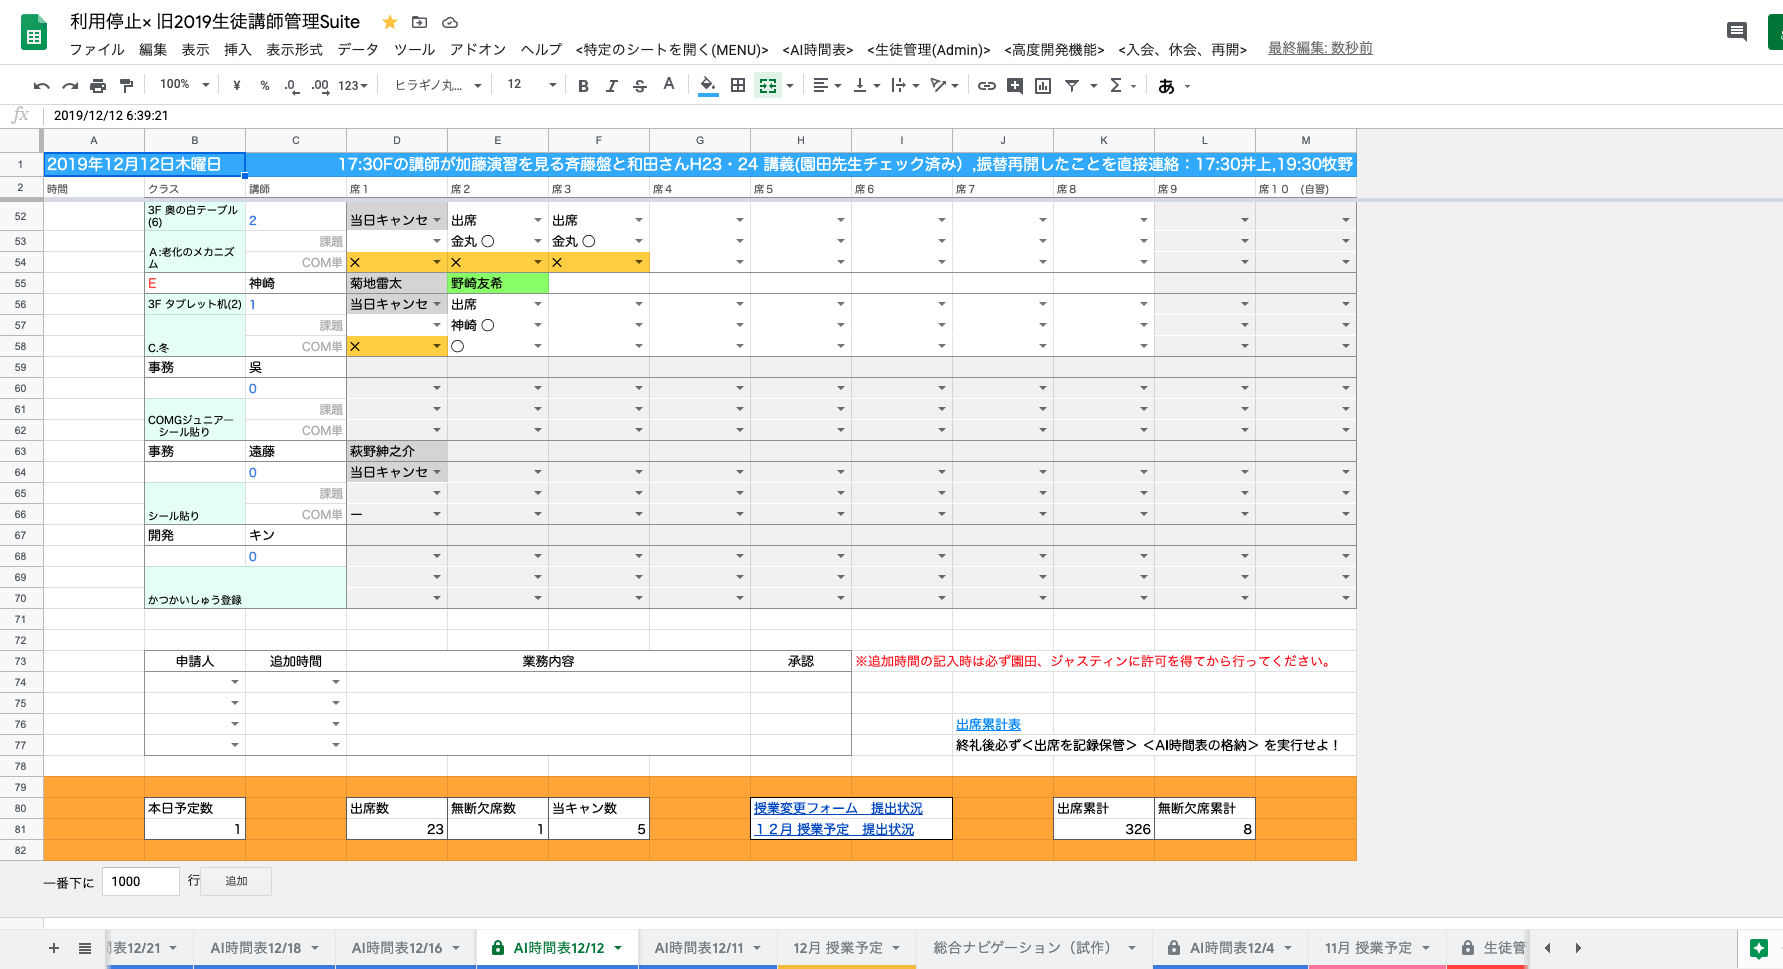 利用停止× 旧2019生徒講師管理Suite
ファイル 編集 表示 挿入 表示形式 データ ツール アドオン ヘルプ <特定のシートを開く(MENU)> <AI時間表> <生徒管理(Admin)> <高度開発機能> <入会、休会、再開> 最終編集: 数秒前
100% ¥ % .0 .00 123 ヒラギノ丸... 12 B I S A あ
fx 2019/12/12 6:39:21
A B C D E F G H I J K L M
1 2019年12月12日木曜日 17:30Fの講師が加藤演習を見る斉藤盤と和田さんH23・24 講義(園田先生チェック済み）,振替再開したことを直接連絡：17:30井上,19:30牧野
2 時間 クラス 講師 席１ 席２ 席３ 席４ 席５ 席６ 席７ 席８ 席９ 席１０ (自習)
52 3F 奥の白テーブル(6) 2 当日キャンセ 出席 出席
53 課題 金丸 〇 金丸 〇
54 A:老化のメカニズム COM単 × × ×
55 E 神崎 菊地雷太 野崎友希
56 3F タブレット机(2) 1 当日キャンセ 出席
57 課題 神崎 〇
58 C.冬 COM単 × 〇
59 事務 呉
60 0
61 課題
62 COMGジュニアー シール貼り COM単
63 事務 遠藤 萩野紳之介
64 0 当日キャンセ
65 課題
66 シール貼り COM単 ー
67 開発 キン
68 0
69
70 かつかいしゅう登録
71
72
73 申請人 追加時間 業務内容 承認 ※追加時間の記入時は必ず園田、ジャスティンに許可を得てから行ってください。
74
75
76 出席累計表
77 終礼後必ず＜出席を記録保管＞ ＜AI時間表の格納＞ を実行せよ！
78
79
80 本日予定数 出席数 無断欠席数 当キャン数 授業変更フォーム　提出状況 出席累計 無断欠席累計
81 1 23 1 5 １２月 授業予定　提出状況 326 8
82
一番下に 1000 行 追加
表12/21 AI時間表12/18 AI時間表12/16 AI時間表12/12 AI時間表12/11 12月 授業予定 総合ナビゲーション（試作） AI時間表12/4 11月 授業予定 生徒管